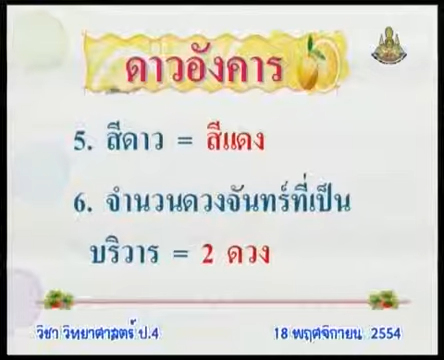 ดาวอังคาร
5. สีดาว = สีแดง
6. จำนวนดวงจันทร์ที่เป็น
บริวาร = 2 ดวง
วิชา วิทยาศาสตร์ ป.4 18 พฤศจิกายน 2554